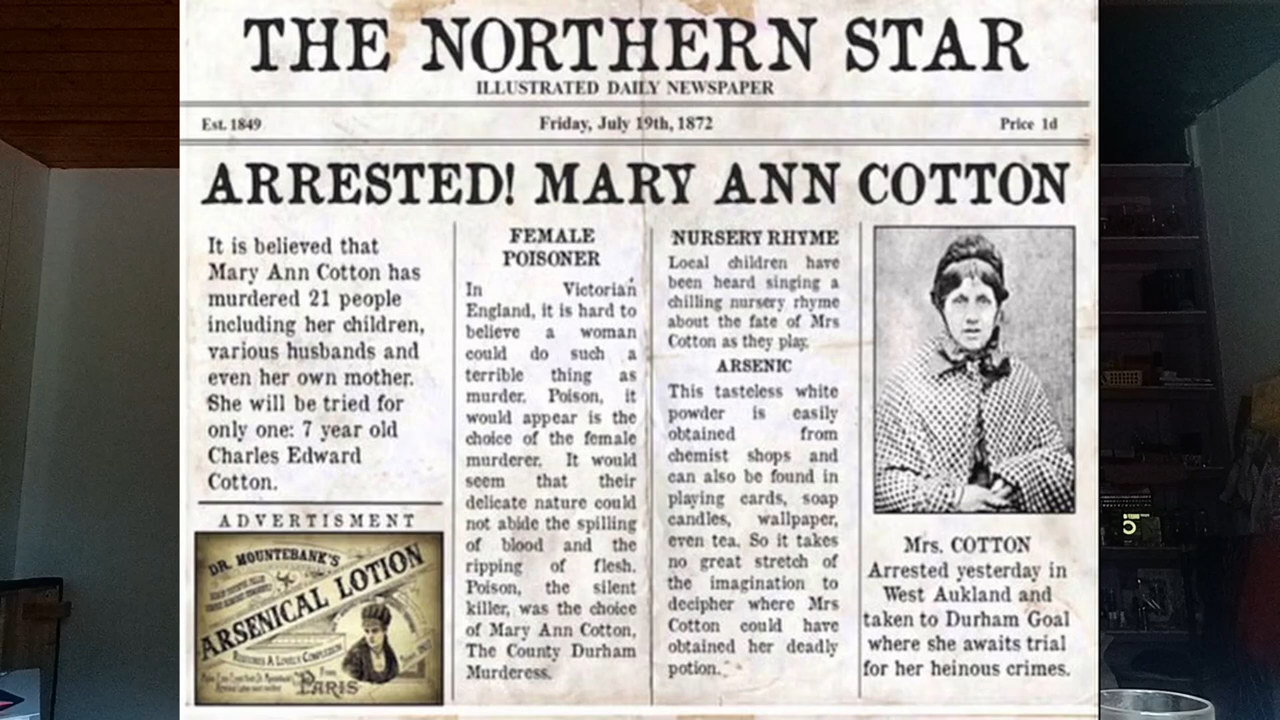 THE NORTHERN STAR
ILLUSTRATED DAILY NEWSPAPER
Est. 1849
Friday, July 19th, 1872
Price 1d
ARRESTED! MARY ANN COTTON
It is believed that
Mary Ann Cotton has
murdered 21 people
including her children,
various husbands and
even her own mother.
She will be tried for
only one: 7 year old
Charles Edward
Cotton.
ADVERTISMENT
DR. MOUNTEBANK'S
ARSENICAL LOTION
RESTORES A LOVELY COMPLEXION
From
PARIS
FEMALE
POISONER
In Victorian
England, it is hard to
believe a woman
could do such a
terrible thing as
murder. Poison, it
would appear is the
choice of the female
murderer. It would
seem that their
delicate nature could
not abide the spilling
of blood and the
ripping of flesh.
Poison, the silent
killer, was the choice
of Mary Ann Cotton,
The County Durham
Murderess.
NURSERY RHYME
Local children have
been heard singing a
chilling nursery rhyme
about the fate of Mrs
Cotton as they play.
ARSENIC
This tasteless white
powder is easily
obtained from
chemist shops and
can also be found in
playing cards, soap
candles, wallpaper,
even tea. So it takes
no great stretch of
the imagination to
decipher where Mrs
Cotton could have
obtained her deadly
potion.
Mrs. COTTON
Arrested yesterday in
West Aukland and
taken to Durham Goal
where she awaits trial
for her heinous crimes.